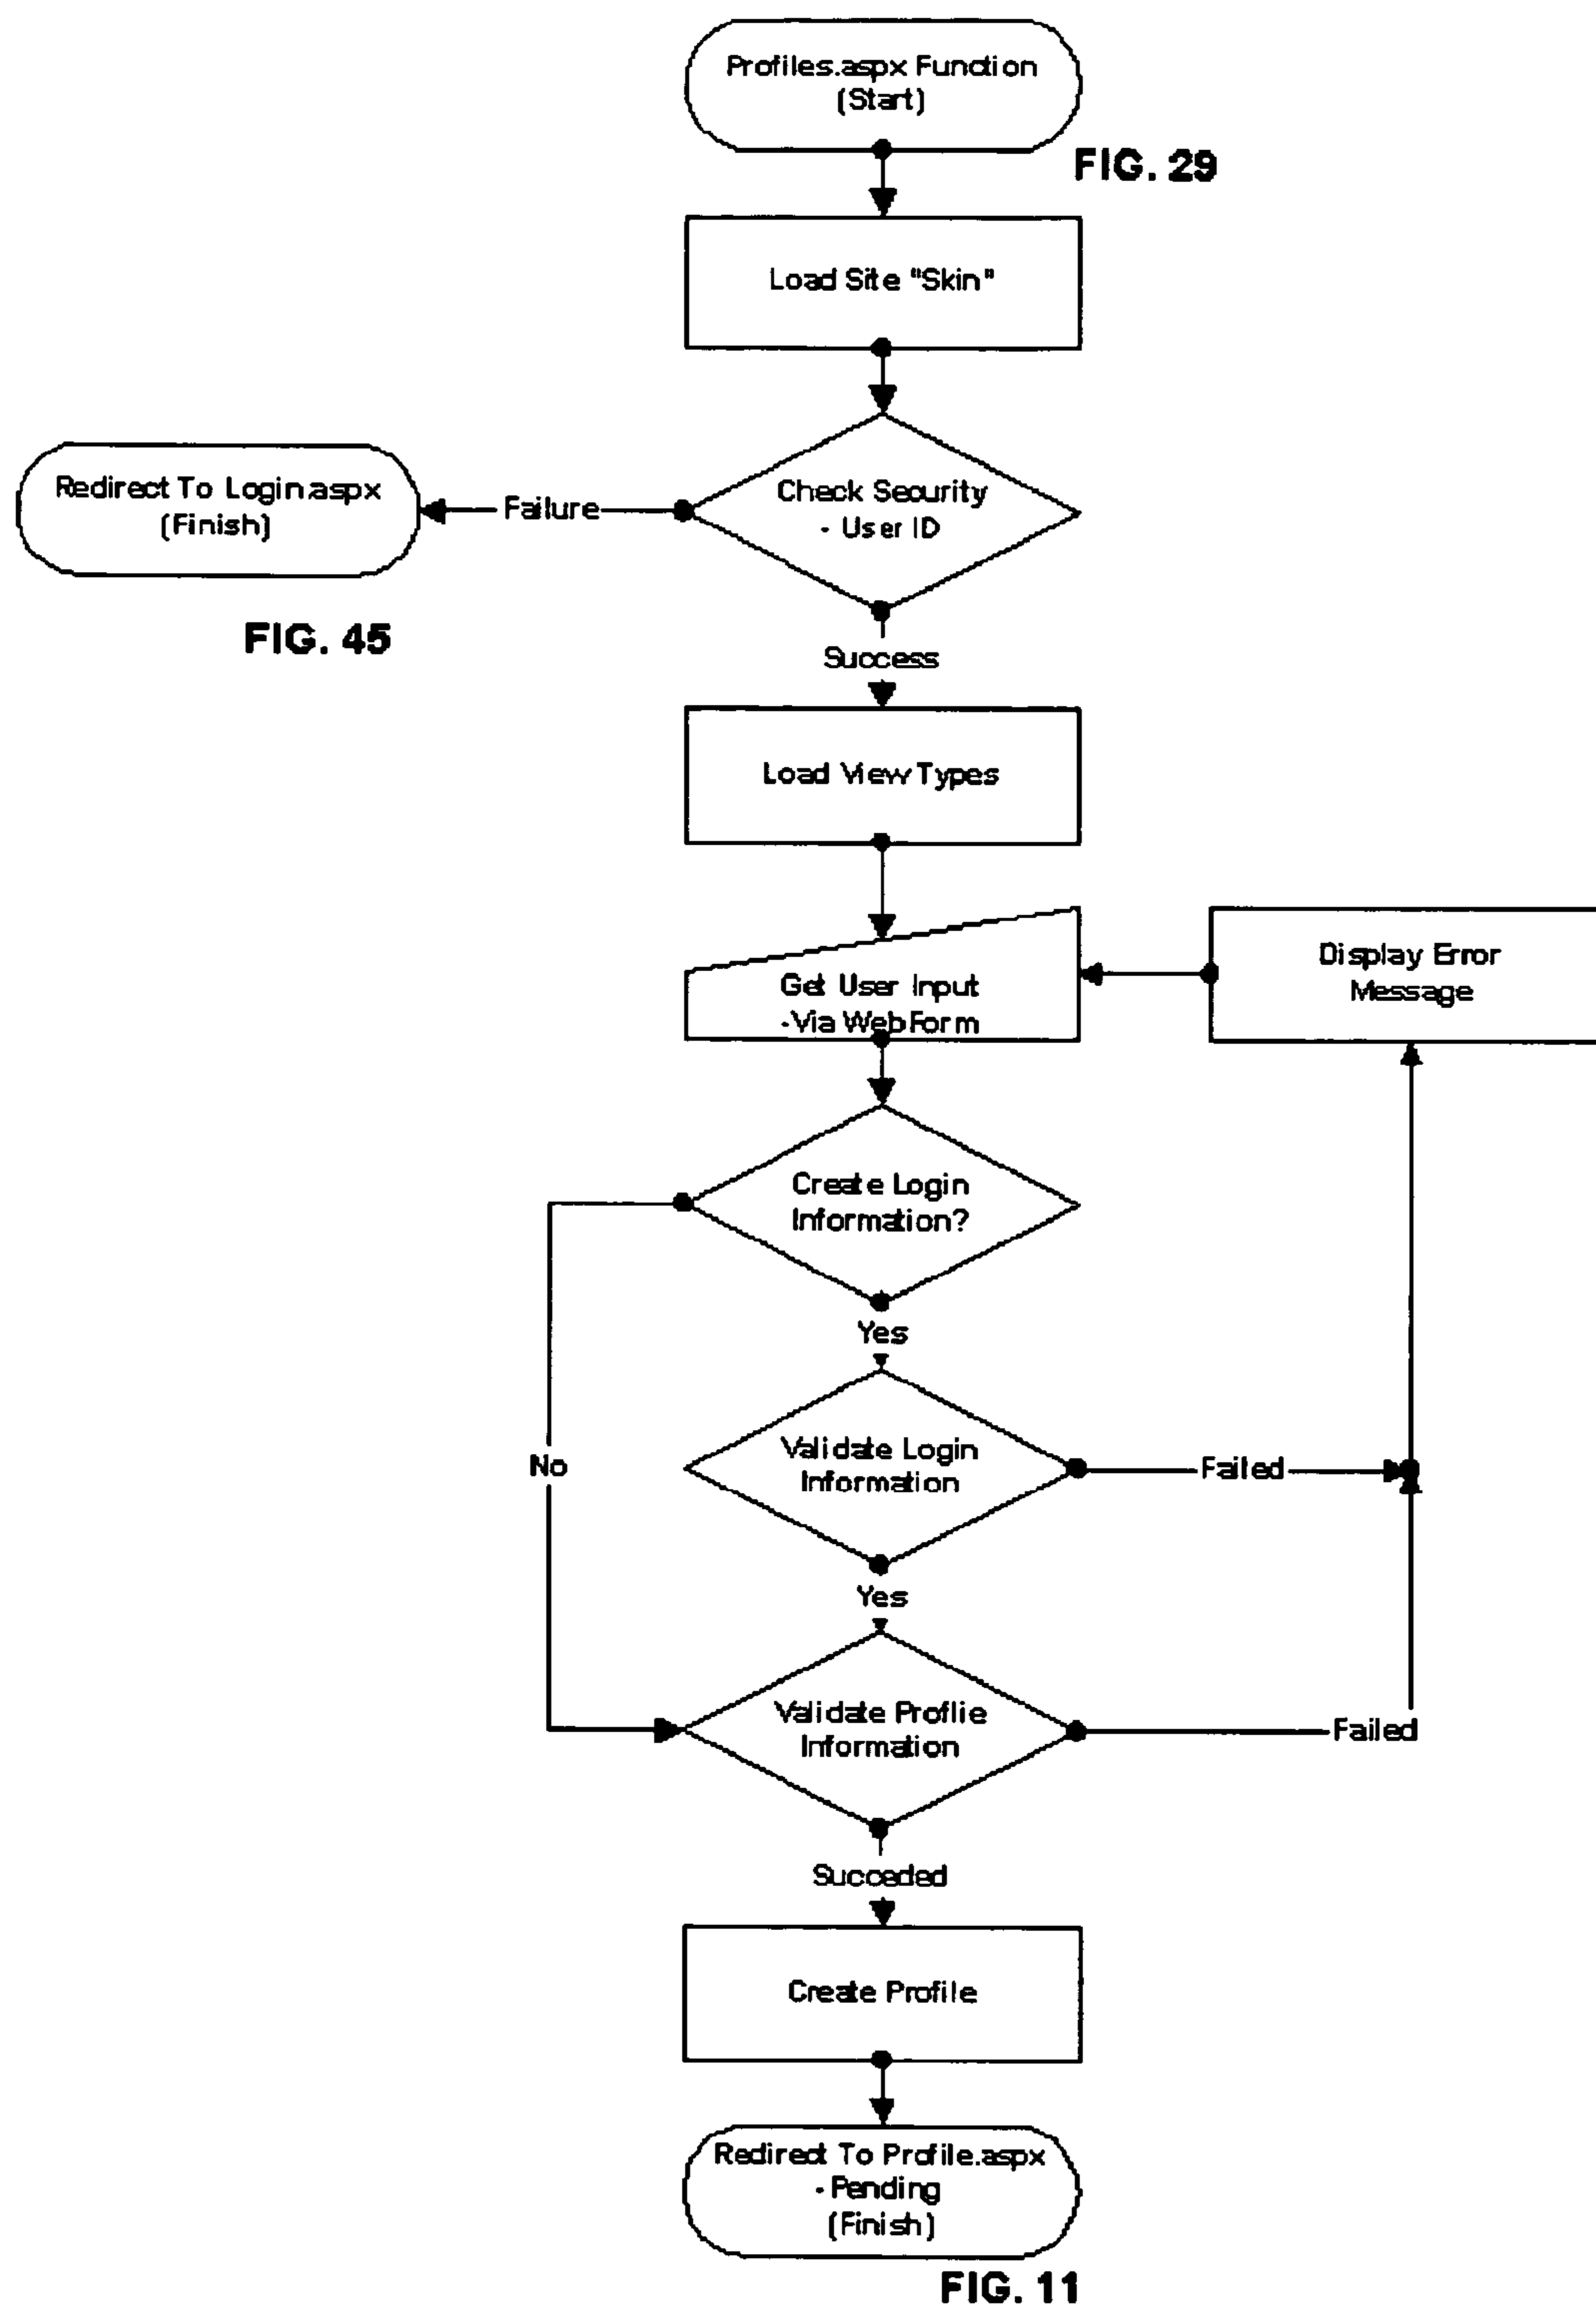 Profiles.aspx Function
(Start)
FIG. 29
Load Site "Skin"
Check Security
- User ID
Failure
Redirect To Login.aspx
(Finish)
FIG. 45
Success
Load View Types
Get User Input
-Via WebForm
Display Error
Message
Create Login
Information?
Yes
No
Validate Login
Information
Failed
Yes
Validate Proflie
Information
Failed
Succeded
Create Profile
Redirect To Profile.aspx
- Pending
(Finish)
FIG. 11